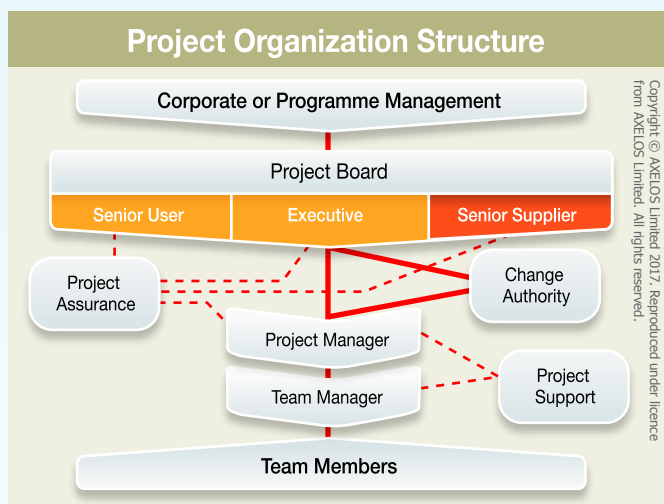 Project Organization Structure
Corporate or Programme Management
Project Board
Senior User
Executive
Senior Supplier
Project
Assurance
Change
Authority
Project Manager
Team Manager
Project
Support
Team Members
Copyright © AXELOS Limited 2017. Reproduced under licence
from AXELOS Limited. All rights reserved.